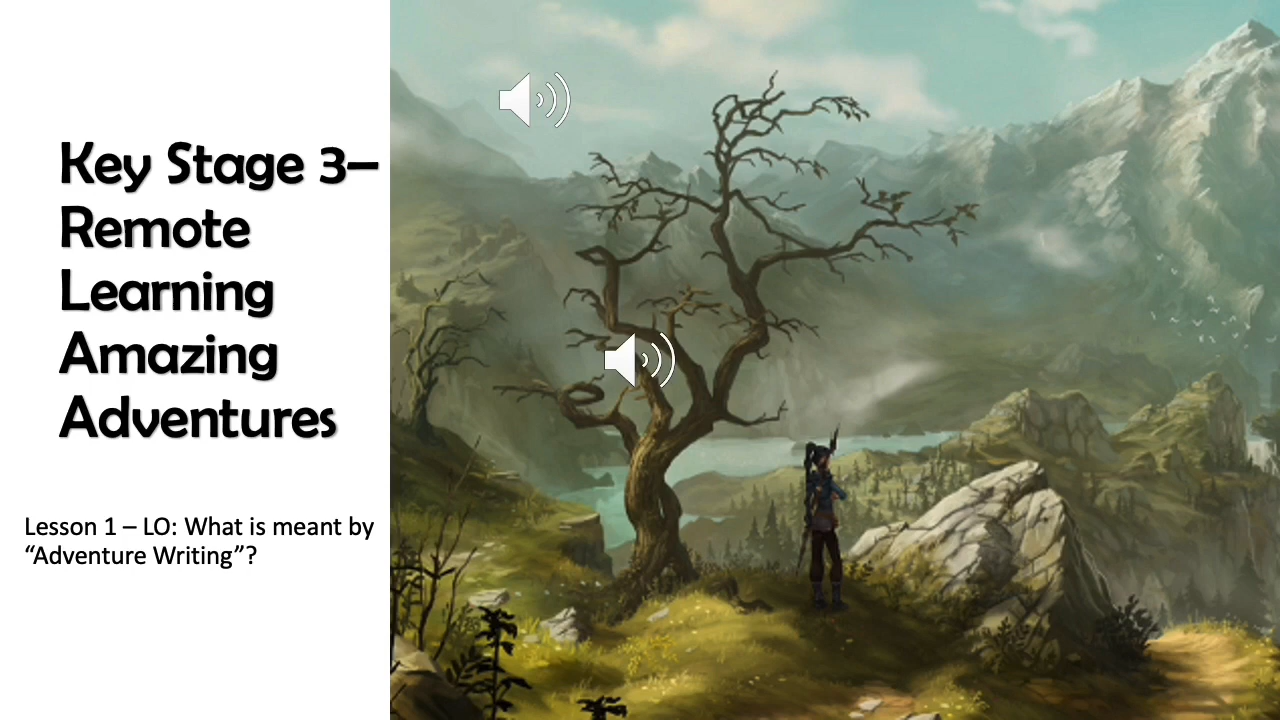 Key Stage 3–
Remote
Learning
Amazing
Adventures
Lesson 1 – LO: What is meant by
“Adventure Writing”?